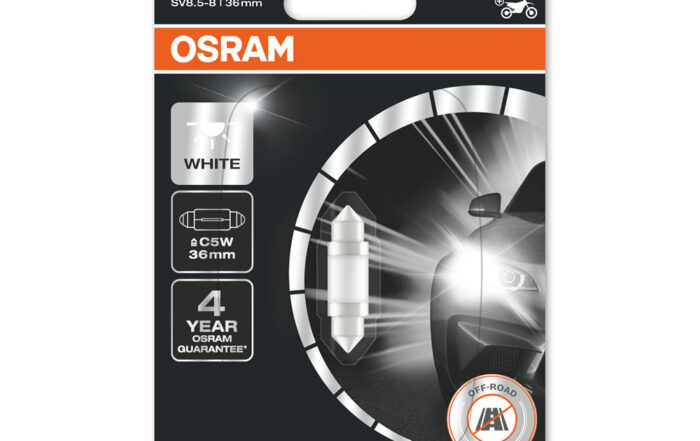 SV8.5-8 | 36mm
OSRAM
WHITE
≙C5W
36mm
4
YEAR
OSRAM
GUARANTEE*
OFF-ROAD